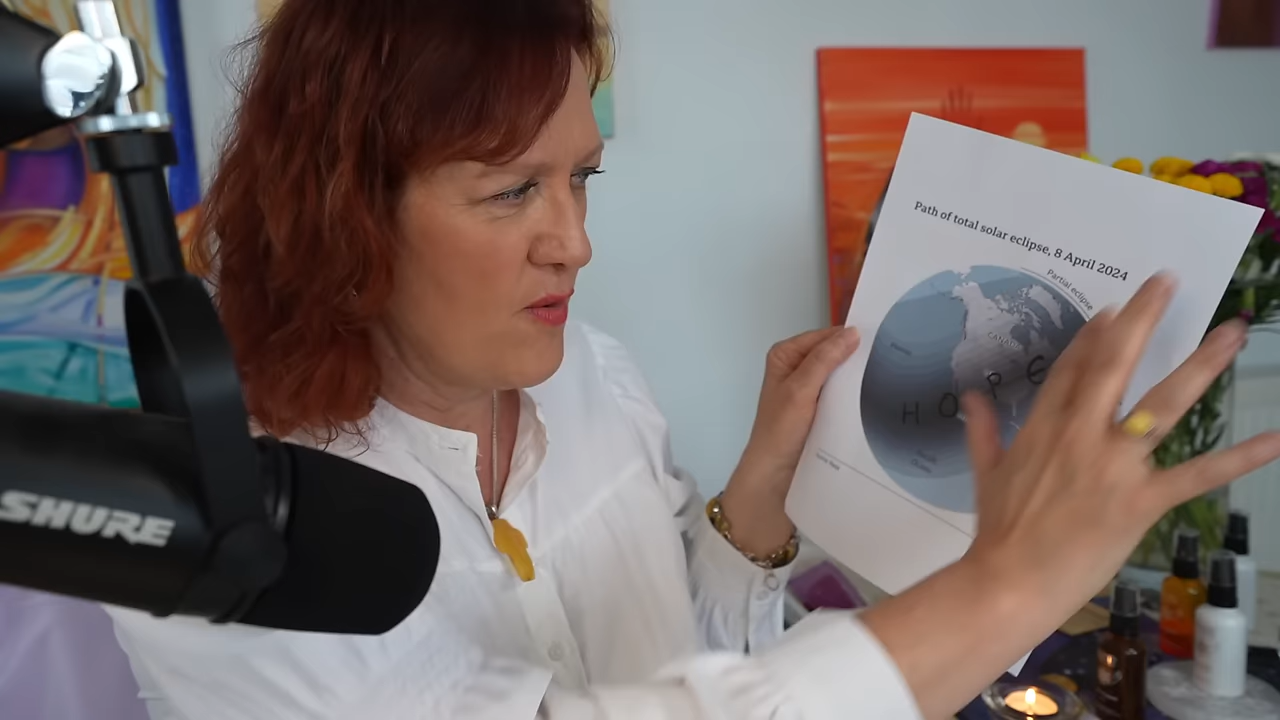 SHURE
Path of total solar eclipse, 8 April 2024
Partial eclipse
CANADA
H O P E